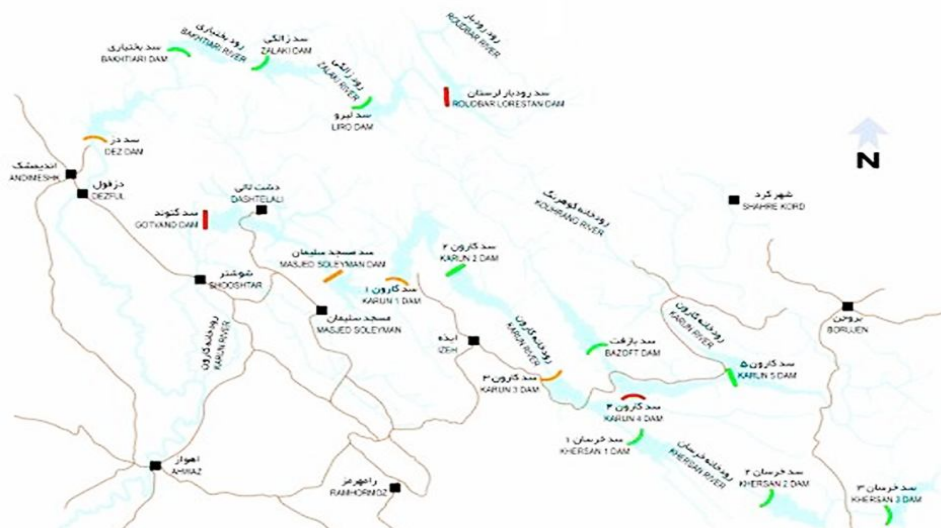 رود رودبار
ROUDBAR RIVER
سد بختیاری
BAKHTIARI DAM
رود بختیاری
BAKHTIARI RIVER
سد زالکی
ZALAKI DAM
رود زالکی
ZALAKI RIVER
سد لیرو
LIRO DAM
سد رودبار لرستان
ROUDBAR LORESTAN DAM
سد دز
DEZ DAM
N
اندیمشک
ANDIMESHK
دزفول
DEZFUL
دشت لالی
DASHTELALI
سد گتوند
GOTVAND DAM
رودخانه کوهرنگ
KOUHRANG RIVER
شهر کرد
SHAHRE KORD
سد مسجد سلیمان
MASJED SOLEYMAN DAM
سد کارون ۲
KARUN 2 DAM
شوشتر
SHOOSHTAR
سد کارون ۱
KARUN 1 DAM
مسجد سلیمان
MASJED SOLEYMAN
رودخانه کارون
KARUN RIVER
ایذه
IZEH
رودخانه کارون
KARUN RIVER
سد بازفت
BAZOFT DAM
رودخانه کارون
KARUN RIVER
بروجن
BORUJEN
سد کارون ۳
KARUN 3 DAM
سد کارون ۵
KARUN 5 DAM
سد کارون ۴
KARUN 4 DAM
سد خرسان ۱
KHERSAN 1 DAM
رودخانه خرسان
KHERSAN RIVER
اهواز
AHWAZ
رامهرمز
RAMHORMOZ
سد خرسان ۲
KHERSAN 2 DAM
سد خرسان ۳
KHERSAN 3 DAM